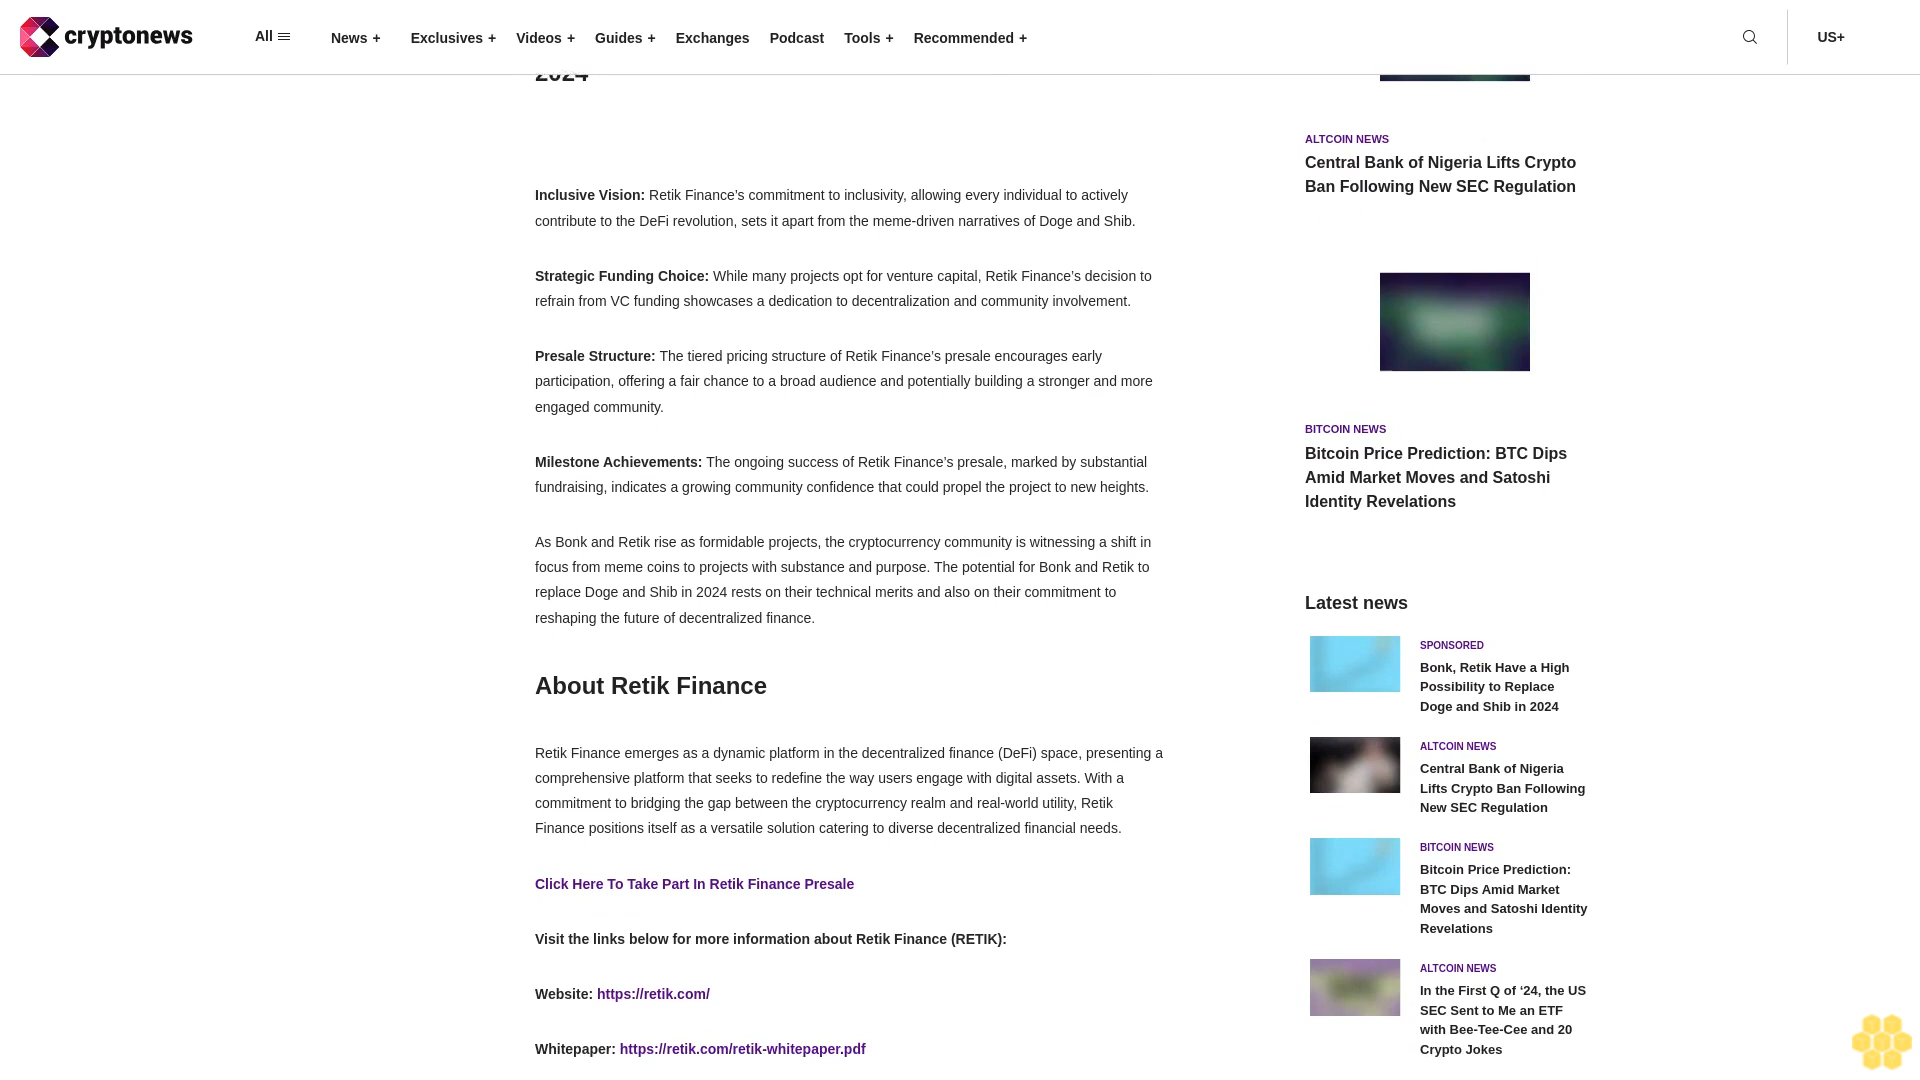 cryptonews
All
News +
Exclusives +
Videos +
Guides +
Exchanges
Podcast
Tools +
Recommended +
US+
2024
Inclusive Vision: Retik Finance’s commitment to inclusivity, allowing every individual to actively
contribute to the DeFi revolution, sets it apart from the meme-driven narratives of Doge and Shib.
Strategic Funding Choice: While many projects opt for venture capital, Retik Finance’s decision to
refrain from VC funding showcases a dedication to decentralization and community involvement.
Presale Structure: The tiered pricing structure of Retik Finance’s presale encourages early
participation, offering a fair chance to a broad audience and potentially building a stronger and more
engaged community.
Milestone Achievements: The ongoing success of Retik Finance’s presale, marked by substantial
fundraising, indicates a growing community confidence that could propel the project to new heights.
As Bonk and Retik rise as formidable projects, the cryptocurrency community is witnessing a shift in
focus from meme coins to projects with substance and purpose. The potential for Bonk and Retik to
replace Doge and Shib in 2024 rests on their technical merits and also on their commitment to
reshaping the future of decentralized finance.
About Retik Finance
Retik Finance emerges as a dynamic platform in the decentralized finance (DeFi) space, presenting a
comprehensive platform that seeks to redefine the way users engage with digital assets. With a
commitment to bridging the gap between the cryptocurrency realm and real-world utility, Retik
Finance positions itself as a versatile solution catering to diverse decentralized financial needs.
Click Here To Take Part In Retik Finance Presale
Visit the links below for more information about Retik Finance (RETIK):
Website: https://retik.com/
Whitepaper: https://retik.com/retik-whitepaper.pdf
ALTCOIN NEWS
Central Bank of Nigeria Lifts Crypto
Ban Following New SEC Regulation
BITCOIN NEWS
Bitcoin Price Prediction: BTC Dips
Amid Market Moves and Satoshi
Identity Revelations
Latest news
SPONSORED
Bonk, Retik Have a High
Possibility to Replace
Doge and Shib in 2024
ALTCOIN NEWS
Central Bank of Nigeria
Lifts Crypto Ban Following
New SEC Regulation
BITCOIN NEWS
Bitcoin Price Prediction:
BTC Dips Amid Market
Moves and Satoshi Identity
Revelations
ALTCOIN NEWS
In the First Q of ‘24, the US
SEC Sent to Me an ETF
with Bee-Tee-Cee and 20
Crypto Jokes